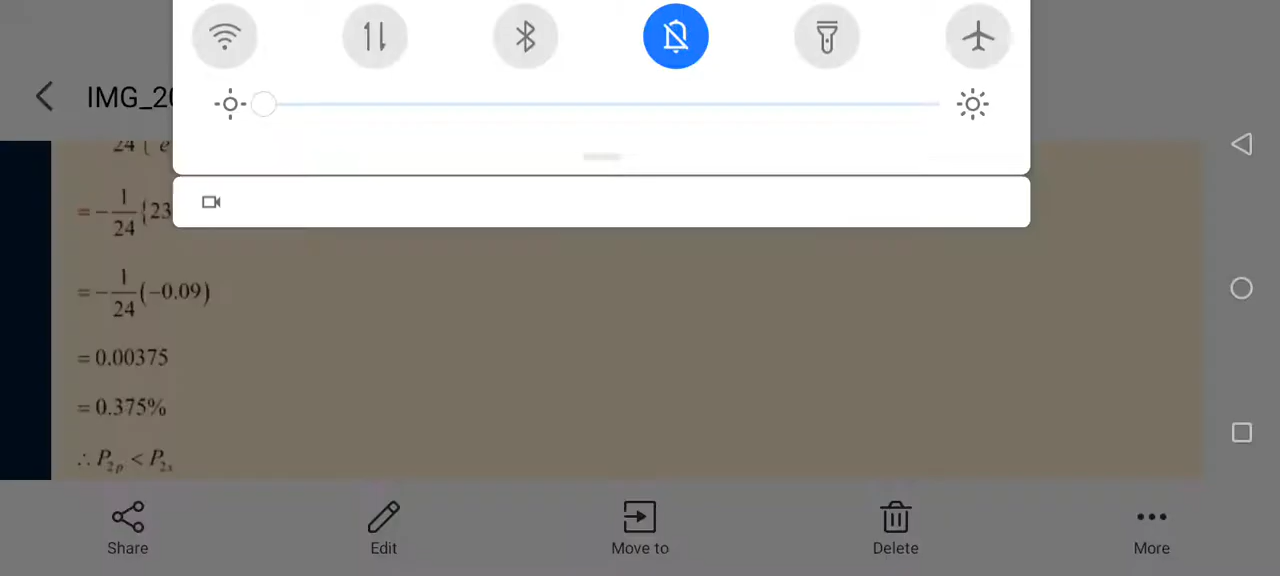 IMG_20
24 { e
= - 1/24 {23
= - 1/24 (-0.09)
= 0.00375
= 0.375%
∴ P₂ₚ < P₂ₛ
Share Edit Move to Delete More